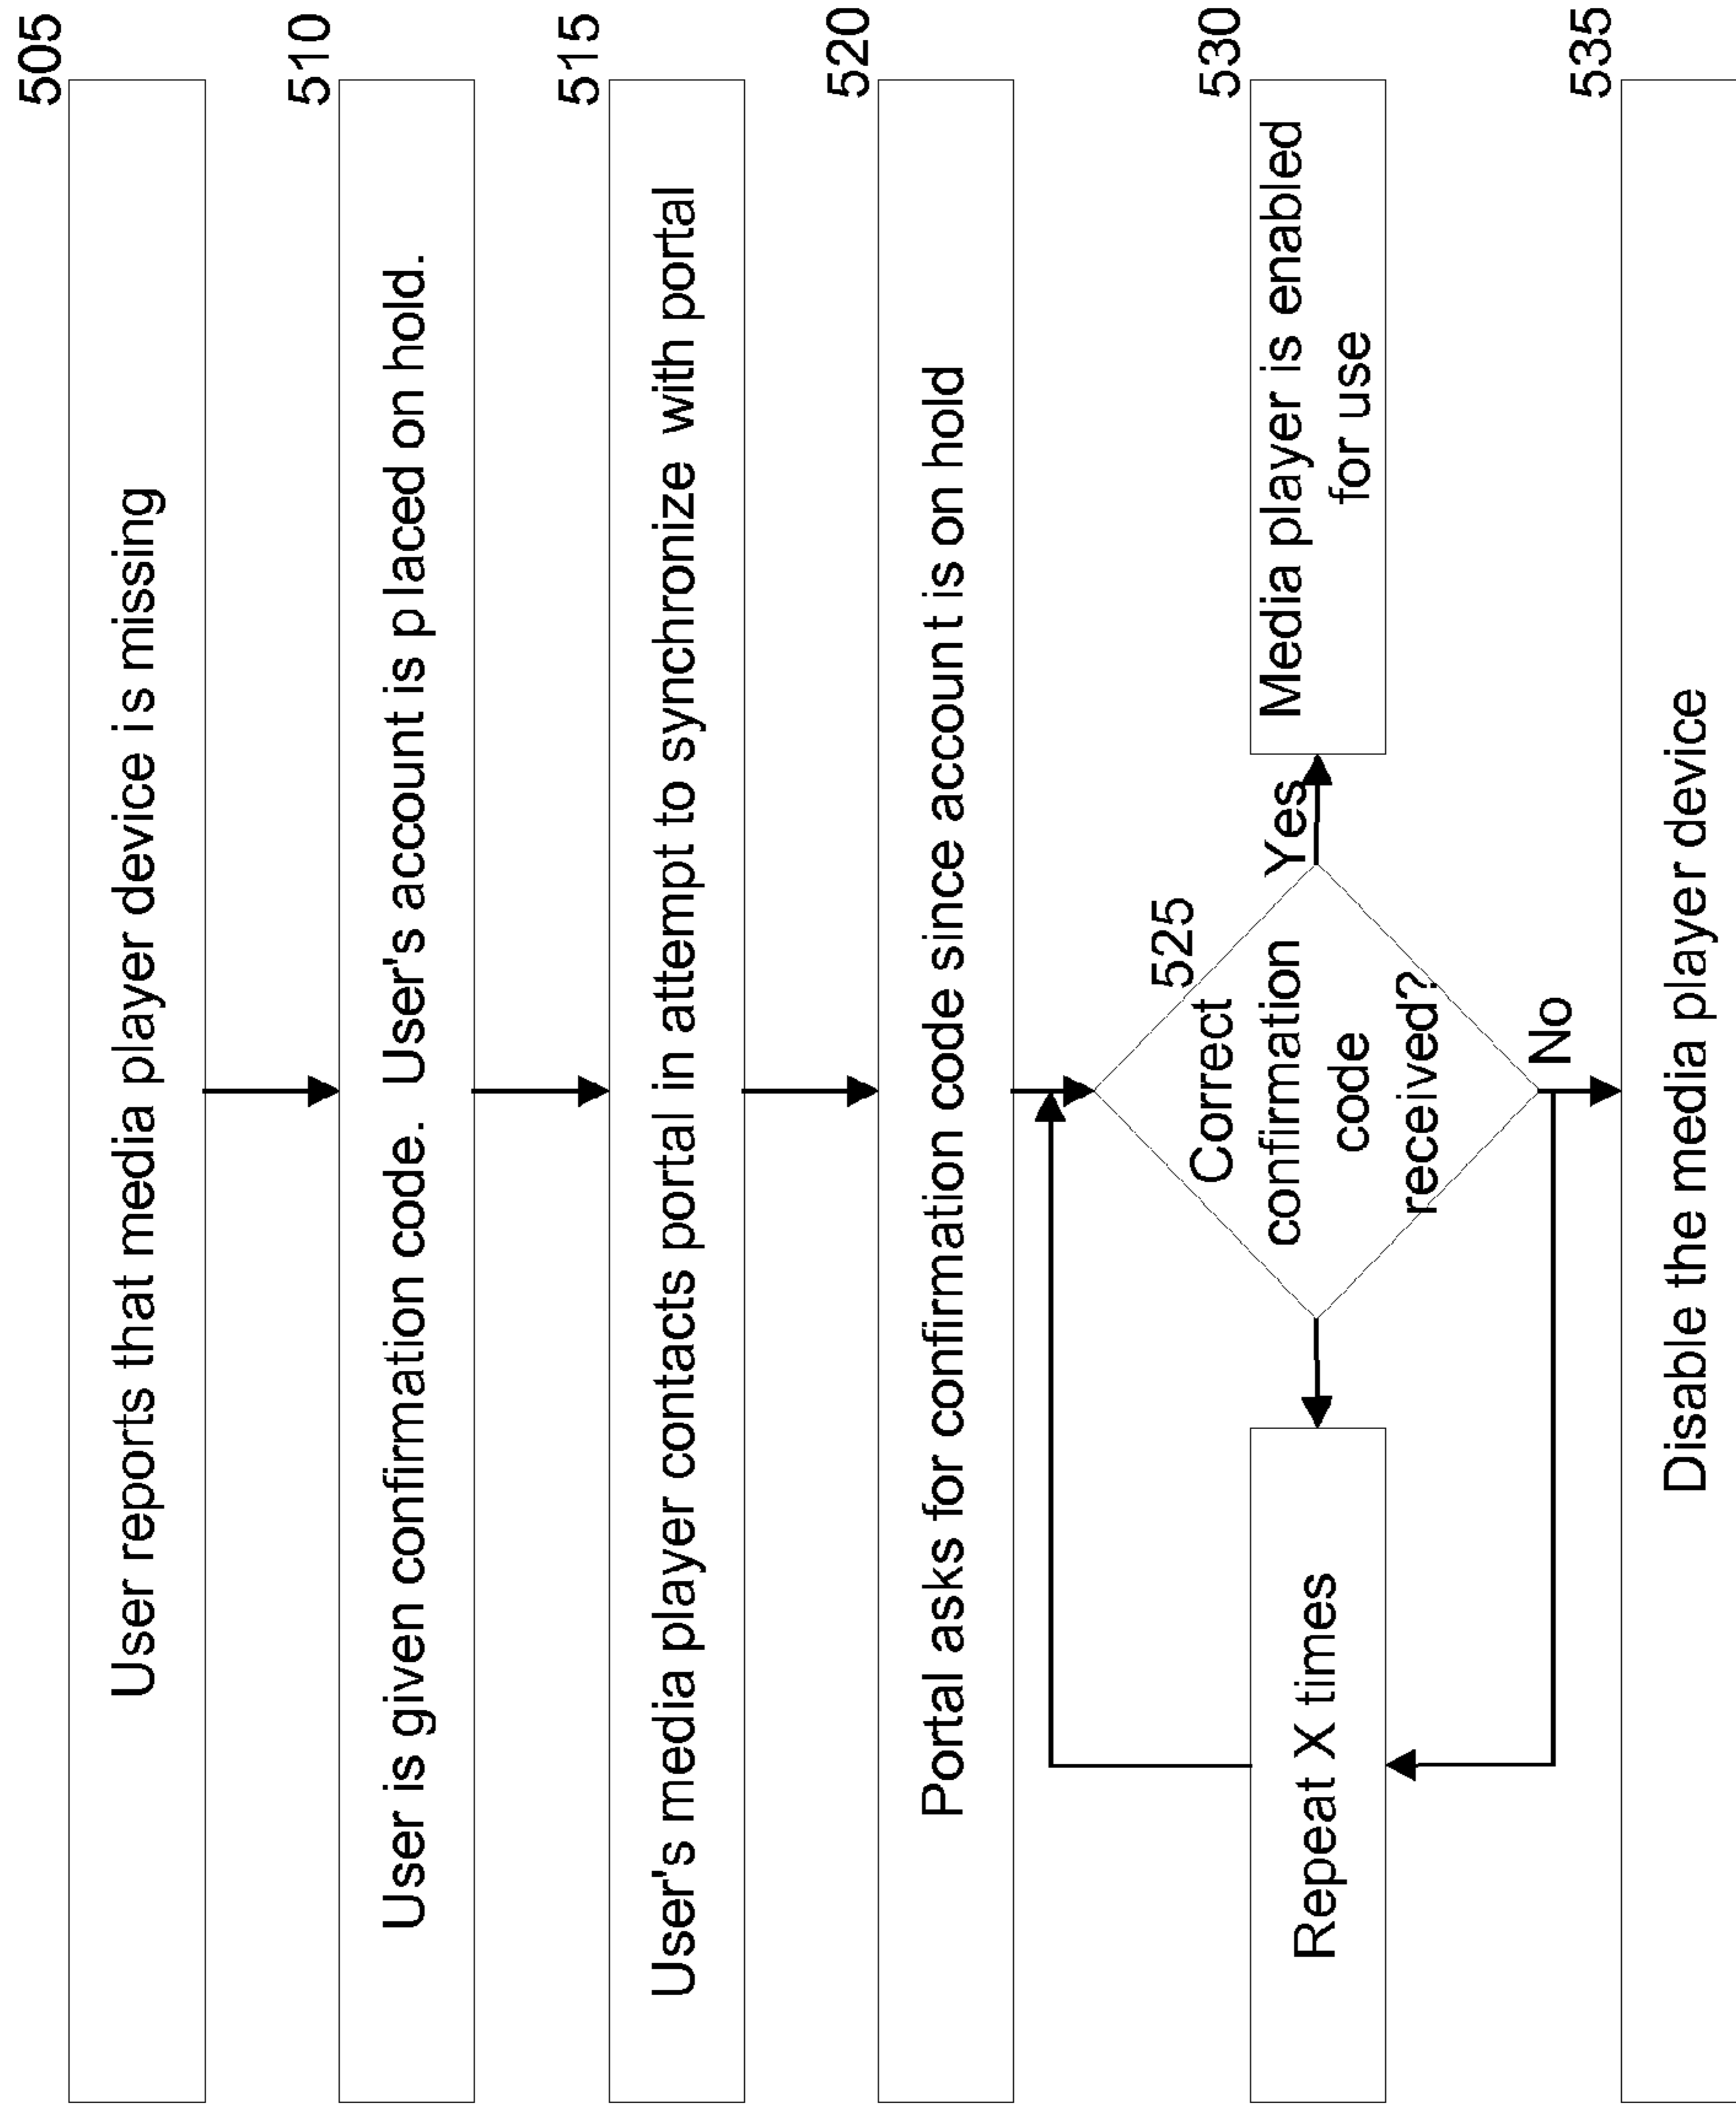 505
User reports that media player device is missing
510
User is given confirmation code.  User's account is placed on hold.
515
User's media player contacts portal in attempt to synchronize with portal
520
Portal asks for confirmation code since account is on hold
525
Correct
confirmation
code
received?
Yes
530
Media player is enabled
for use
Repeat X times
No
535
Disable the media player device